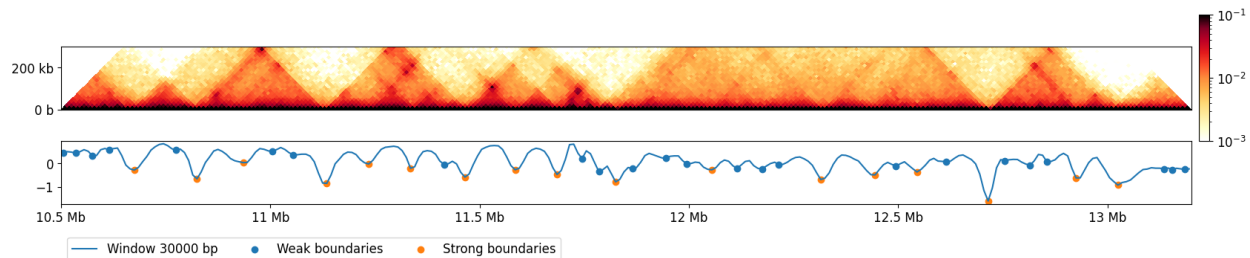 10⁻¹
200 kb
10⁻²
0 b
10⁻³
0
−1
10.5 Mb 11 Mb 11.5 Mb 12 Mb 12.5 Mb 13 Mb
Window 30000 bp Weak boundaries Strong boundaries